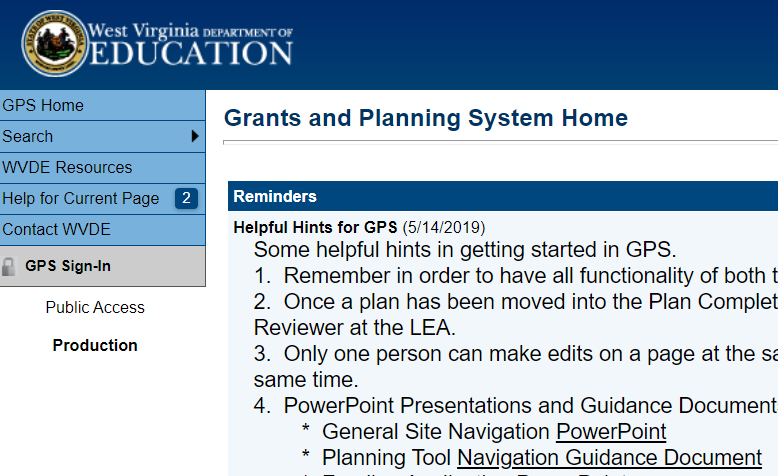 West Virginia DEPARTMENT OF
EDUCATION
GPS Home
Search
WVDE Resources
Help for Current Page 2
Contact WVDE
GPS Sign-In
Public Access
Production
Grants and Planning System Home
Reminders
Helpful Hints for GPS (5/14/2019)
Some helpful hints in getting started in GPS.
1. Remember in order to have all functionality of both
2. Once a plan has been moved into the Plan
Reviewer at the LEA.
3. Only one person can make edits on a page at the
same time.
4. PowerPoint Presentations and Guidance Document
* General Site Navigation PowerPoint
* Planning Tool Navigation Guidance Document